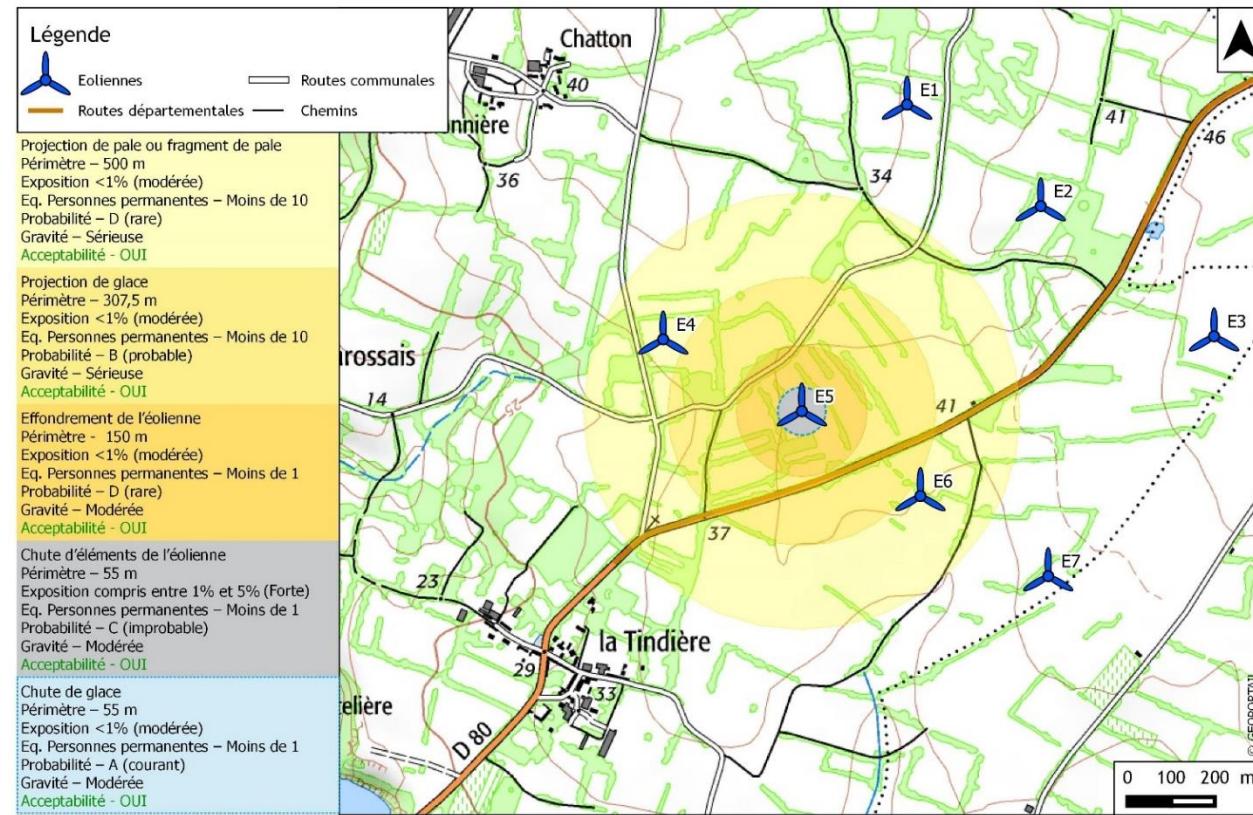 Légende
Eoliennes
Routes communales
Routes départementales
Chemins
Projection de pale ou fragment de pale
Périmètre – 500 m
Exposition <1% (modérée)
Eq. Personnes permanentes – Moins de 10
Probabilité – D (rare)
Gravité – Sérieuse
Acceptabilité - OUI
Projection de glace
Périmètre – 307,5 m
Exposition <1% (modérée)
Eq. Personnes permanentes – Moins de 10
Probabilité – B (probable)
Gravité – Sérieuse
Acceptabilité - OUI
Effondrement de l'éolienne
Périmètre - 150 m
Exposition <1% (modérée)
Eq. Personnes permanentes – Moins de 1
Probabilité – D (rare)
Gravité – Modérée
Acceptabilité - OUI
Chute d'éléments de l'éolienne
Périmètre – 55 m
Exposition compris entre 1% et 5% (Forte)
Eq. Personnes permanentes – Moins de 1
Probabilité – C (improbable)
Gravité – Modérée
Acceptabilité - OUI
Chute de glace
Périmètre – 55 m
Exposition <1% (modérée)
Eq. Personnes permanentes – Moins de 1
Probabilité – A (courant)
Gravité – Modérée
Acceptabilité - OUI
Chatton
40
E1
41
46
nnière
36
34
E2
E4
E3
rossais
14
25
E5
41
E6
37
E7
23
la Tindière
29
33
elière
D 80
© GEOPORTAIL
0 100 200 m